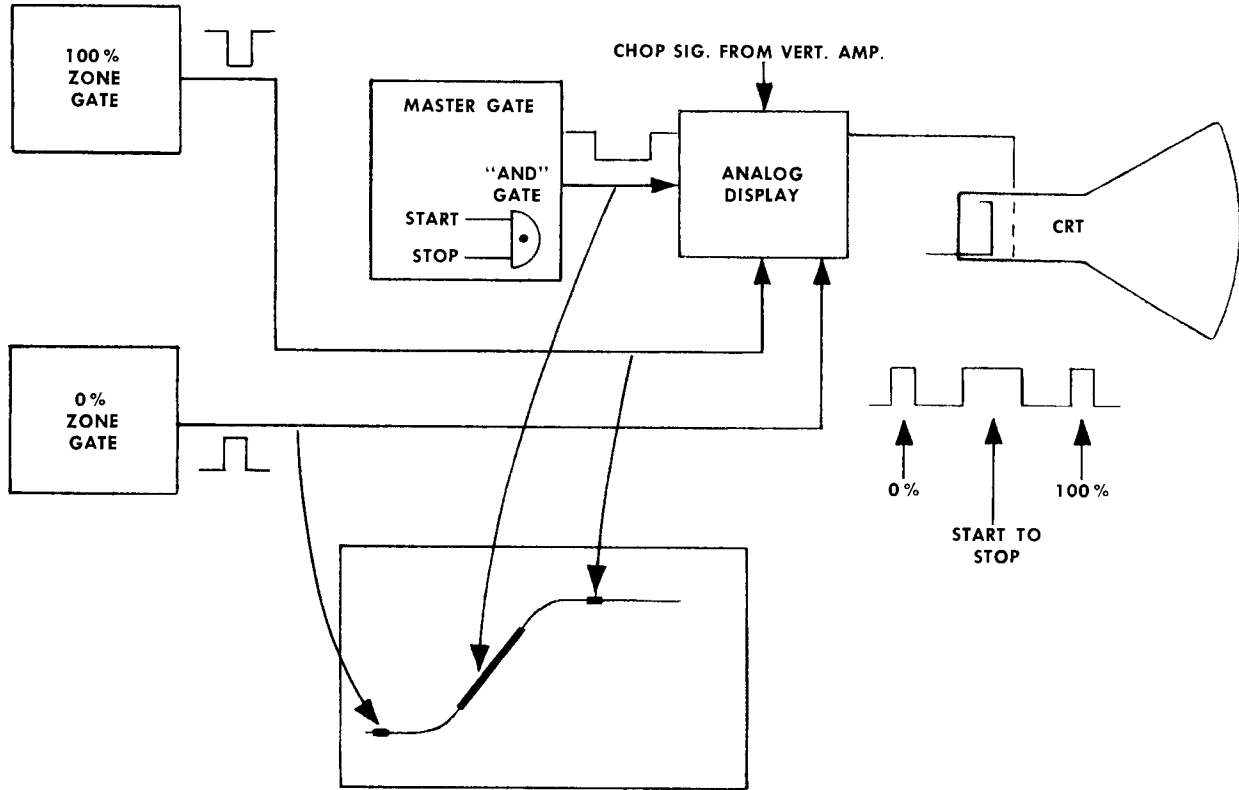 100%
ZONE
GATE
CHOP SIG. FROM VERT. AMP.
MASTER GATE
"AND"
GATE
START
STOP
ANALOG
DISPLAY
CRT
0%
ZONE
GATE
0%
100%
START TO
STOP